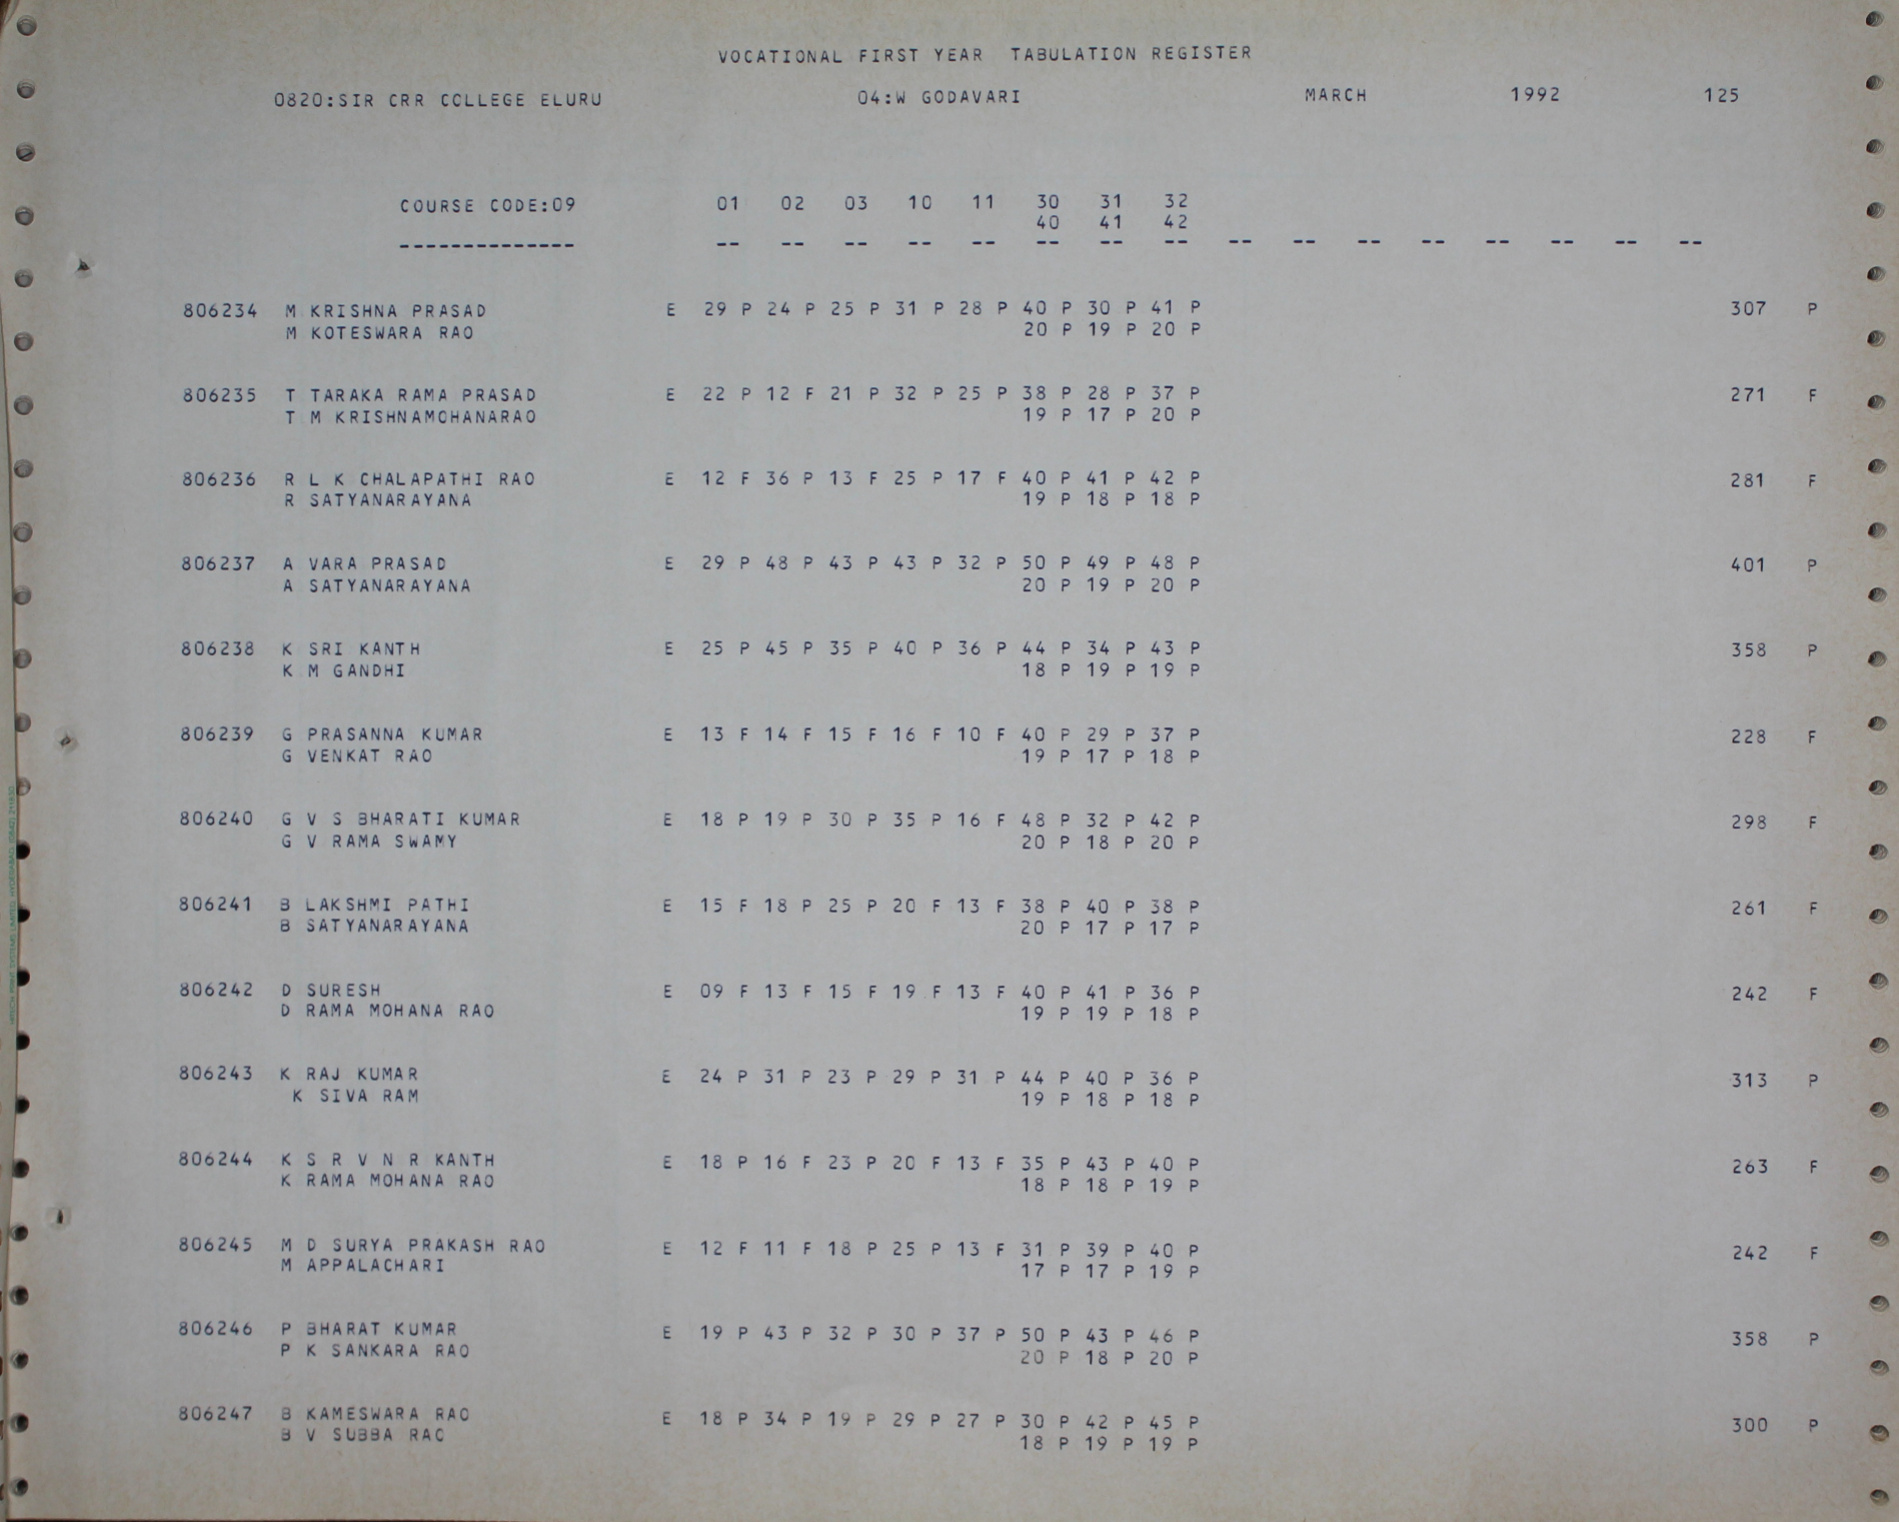 VOCATIONAL FIRST YEAR TABULATION REGISTER
0820:SIR CRR COLLEGE ELURU 04:W GODAVARI MARCH 1992 125
COURSE CODE:09 01 02 03 10 11 30 31 32
40 41 42
-------------- -- -- -- -- -- -- -- -- -- -- -- -- -- -- -- --
806234 M KRISHNA PRASAD E 29 P 24 P 25 P 31 P 28 P 40 P 30 P 41 P 307 P
M KOTESWARA RAO 20 P 19 P 20 P
806235 T TARAKA RAMA PRASAD E 22 P 12 F 21 P 32 P 25 P 38 P 28 P 37 P 271 F
T M KRISHNAMOHANARAO 19 P 17 P 20 P
806236 R L K CHALAPATHI RAO E 12 F 36 P 13 F 25 P 17 F 40 P 41 P 42 P 281 F
R SATYANARAYANA 19 P 18 P 18 P
806237 A VARA PRASAD E 29 P 48 P 43 P 43 P 32 P 50 P 49 P 48 P 401 P
A SATYANARAYANA 20 P 19 P 20 P
806238 K SRI KANTH E 25 P 45 P 35 P 40 P 36 P 44 P 34 P 43 P 358 P
K M GANDHI 18 P 19 P 19 P
806239 G PRASANNA KUMAR E 13 F 14 F 15 F 16 F 10 F 40 P 29 P 37 P 228 F
G VENKAT RAO 19 P 17 P 18 P
806240 G V S BHARATI KUMAR E 18 P 19 P 30 P 35 P 16 F 48 P 32 P 42 P 298 F
G V RAMA SWAMY 20 P 18 P 20 P
806241 B LAKSHMI PATHI E 15 F 18 P 25 P 20 F 13 F 38 P 40 P 38 P 261 F
B SATYANARAYANA 20 P 17 P 17 P
806242 D SURESH E 09 F 13 F 15 F 19 F 13 F 40 P 41 P 36 P 242 F
D RAMA MOHANA RAO 19 P 19 P 18 P
806243 K RAJ KUMAR E 24 P 31 P 23 P 29 P 31 P 44 P 40 P 36 P 313 P
K SIVA RAM 19 P 18 P 18 P
806244 K S R V N R KANTH E 18 P 16 F 23 P 20 F 13 F 35 P 43 P 40 P 263 F
K RAMA MOHANA RAO 18 P 18 P 19 P
806245 M D SURYA PRAKASH RAO E 12 F 11 F 18 P 25 P 13 F 31 P 39 P 40 P 242 F
M APPALACHARI 17 P 17 P 19 P
806246 P BHARAT KUMAR E 19 P 43 P 32 P 30 P 37 P 50 P 43 P 46 P 358 P
P K SANKARA RAO 20 P 18 P 20 P
806247 B KAMESWARA RAO E 18 P 34 P 19 P 29 P 27 P 30 P 42 P 45 P 300 P
B V SUBBA RAO 18 P 19 P 19 P